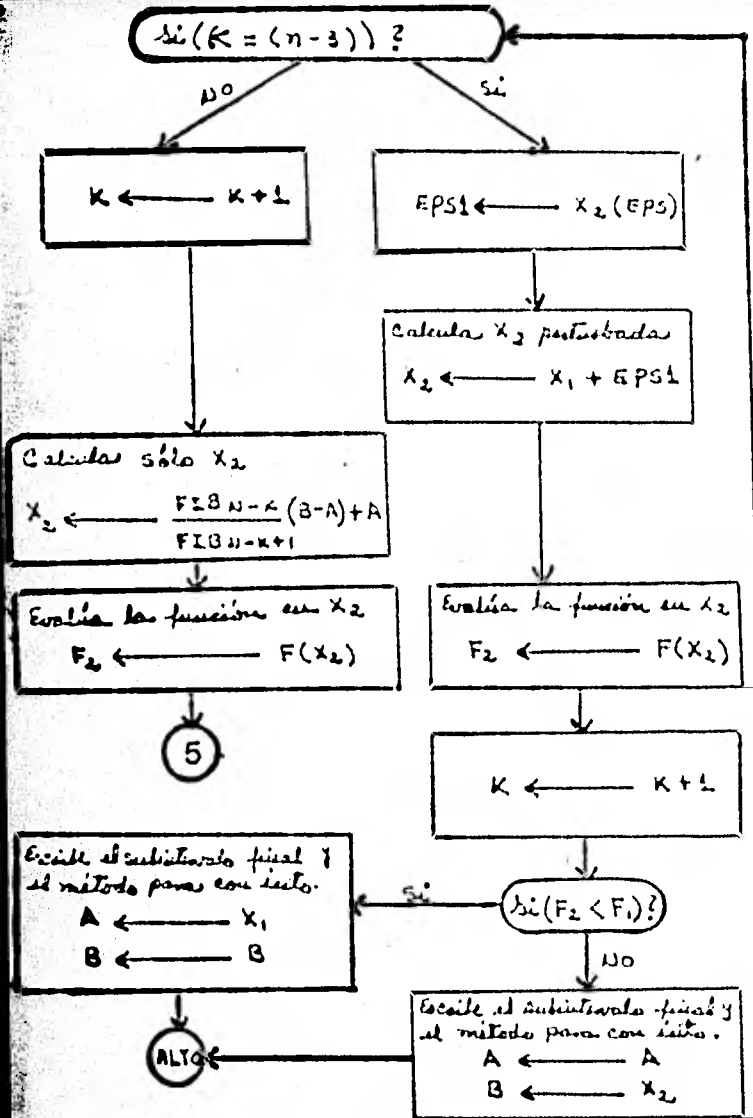 Si (K = (n-3)) ?
NO
Si
K ← K + 1
EPS1 ← X₂ (EPS)
Calcula X₂ perturbada
X₂ ← X₁ + EPS1
Calculas sólo X₂
X₂ ← FIB N-K / FIB N-K+1 (B-A) + A
Evalúa la función en X₂
F₂ ← F(X₂)
Evalúa la función en X₂
F₂ ← F(X₂)
5
K ← K + 1
Si (F₂ < F₁) ?
Si
NO
Escribe el subintervalo final y
el método para con éxito.
A ← X₁
B ← B
Escribe el subintervalo final y
el método para con éxito.
A ← A
B ← X₂
ALTO